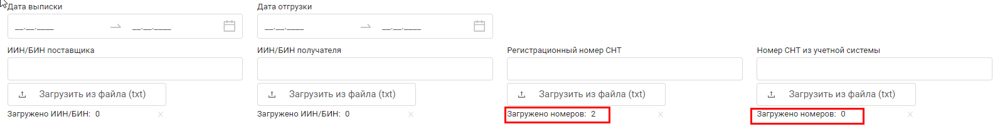 Дата выписки
Дата отгрузки
__.__.____ __.__.____
__.__.____ __.__.____
ИИН/БИН поставщика
ИИН/БИН получателя
Регистрационный номер СНТ
Номер СНТ из учетной системы
Загрузить из файла (txt)
Загрузить из файла (txt)
Загрузить из файла (txt)
Загрузить из файла (txt)
Загружено ИИН/БИН: 0
Загружено ИИН/БИН: 0
Загружено номеров: 2
Загружено номеров: 0